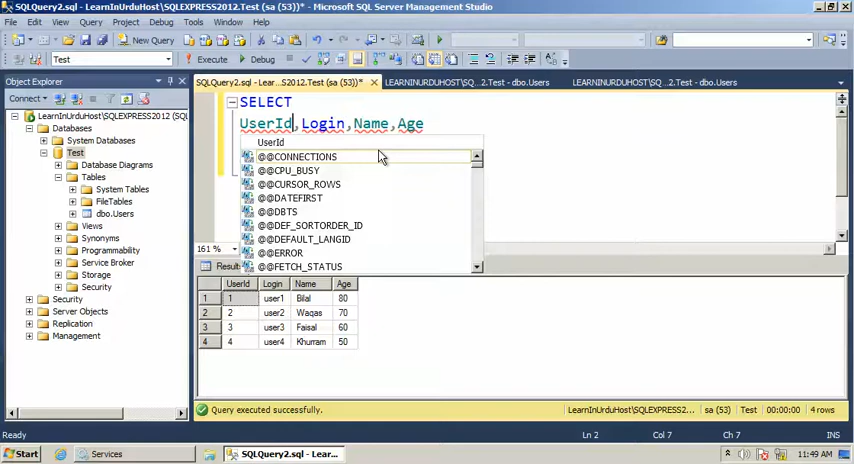 SQLQuery2.sql - LearnInUrduHost\SQLEXPRESS2012.Test (sa (53))* - Microsoft SQL Server Management Studio
File Edit View Query Project Debug Tools Window Help
New Query
Test Execute Debug
Object Explorer
Connect
LearnInUrduHost\SQLEXPRESS2012 (SQL
Databases
System Databases
Test
Database Diagrams
Tables
System Tables
FileTables
dbo.Users
Views
Synonyms
Programmability
Service Broker
Storage
Security
Security
Server Objects
Replication
Management
SQLQuery2.sql - Lear...S2012.Test (sa (53))* LEARNINURDUHOST\SQLE...2.Test - dbo.Users LEARNINURDUHOST\SQLE...2.Test - dbo.Users
SELECT
UserId,Login,Name,Age
UserId
@@CONNECTIONS
@@CPU_BUSY
@@CURSOR_ROWS
@@DATEFIRST
@@DBTS
@@DEF_SORTORDER_ID
@@DEFAULT_LANGID
@@ERROR
@@FETCH_STATUS
161 %
Result
UserId Login Name Age
1 1 user1 Bilal 80
2 2 user2 Waqas 70
3 3 user3 Faisal 60
4 4 user4 Khurram 50
Query executed successfully. LearnInUrduHost\SQLEXPRES2... sa (53) Test 00:00:00 4 rows
Ready Ln 2 Col 7 Ch 7 INS
Start Services SQLQuery2.sql - Lear... 11:49 AM